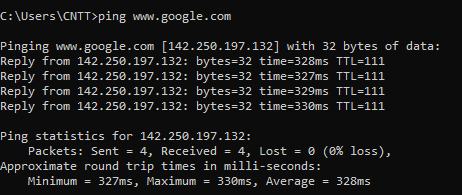 C:\Users\CNTT>ping www.google.com
Pinging www.google.com [142.250.197.132] with 32 bytes of data:
Reply from 142.250.197.132: bytes=32 time=328ms TTL=111
Reply from 142.250.197.132: bytes=32 time=327ms TTL=111
Reply from 142.250.197.132: bytes=32 time=329ms TTL=111
Reply from 142.250.197.132: bytes=32 time=330ms TTL=111
Ping statistics for 142.250.197.132:
Packets: Sent = 4, Received = 4, Lost = 0 (0% loss),
Approximate round trip times in milli-seconds:
Minimum = 327ms, Maximum = 330ms, Average = 328ms